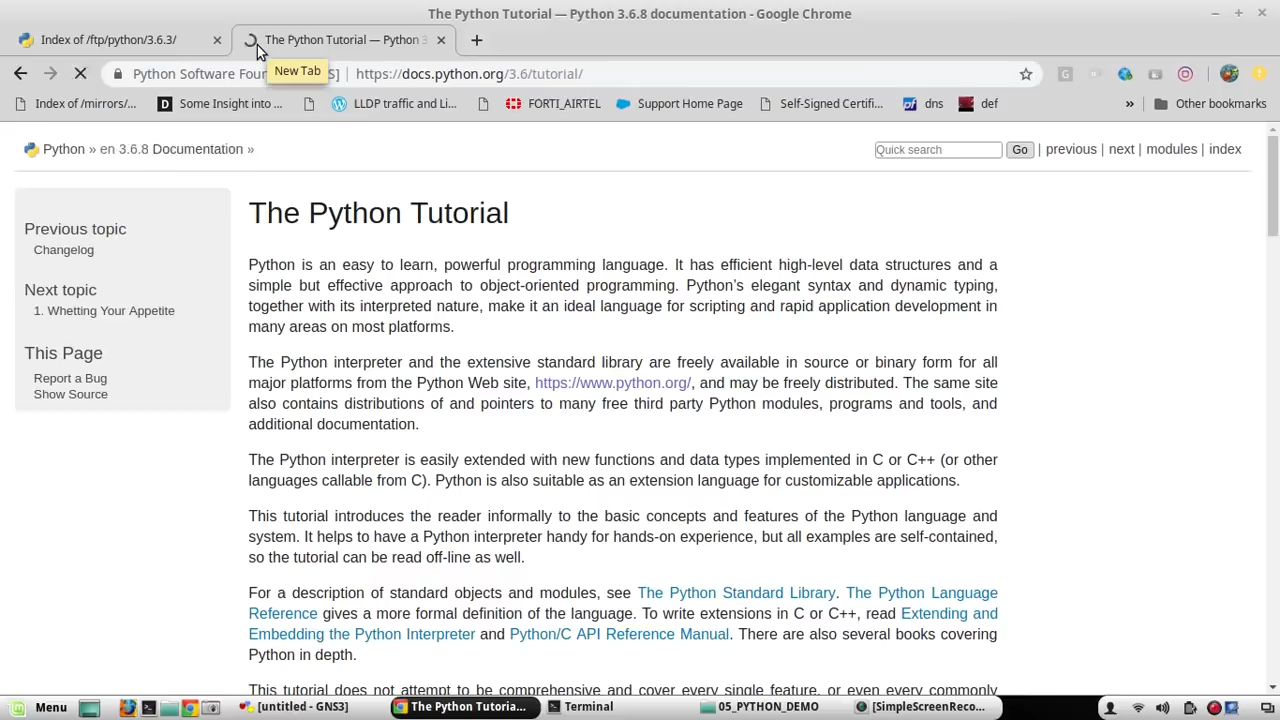 The Python Tutorial — Python 3.6.8 documentation - Google Chrome
Index of /ftp/python/3.6.3/
The Python Tutorial — Python 3
New Tab
Python Software Foun S] | https://docs.python.org/3.6/tutorial/
Index of/mirrors/... Some Insight into ... LLDP traffic and Li... FORTI_AIRTEL Support Home Page Self-Signed Certifi... dns def » Other bookmarks
Python » en 3.6.8 Documentation »
Quick search Go | previous | next | modules | index
Previous topic
Changelog
Next topic
1. Whetting Your Appetite
This Page
Report a Bug
Show Source
The Python Tutorial
Python is an easy to learn, powerful programming language. It has efficient high-level data structures and a
simple but effective approach to object-oriented programming. Python’s elegant syntax and dynamic typing,
together with its interpreted nature, make it an ideal language for scripting and rapid application development in
many areas on most platforms.
The Python interpreter and the extensive standard library are freely available in source or binary form for all
major platforms from the Python Web site, https://www.python.org/, and may be freely distributed. The same site
also contains distributions of and pointers to many free third party Python modules, programs and tools, and
additional documentation.
The Python interpreter is easily extended with new functions and data types implemented in C or C++ (or other
languages callable from C). Python is also suitable as an extension language for customizable applications.
This tutorial introduces the reader informally to the basic concepts and features of the Python language and
system. It helps to have a Python interpreter handy for hands-on experience, but all examples are self-contained,
so the tutorial can be read off-line as well.
For a description of standard objects and modules, see The Python Standard Library. The Python Language
Reference gives a more formal definition of the language. To write extensions in C or C++, read Extending and
Embedding the Python Interpreter and Python/C API Reference Manual. There are also several books covering
Python in depth.
This tutorial does not attempt to be comprehensive and cover every single feature, or even every commonly
Menu [untitled - GNS3] The Python Tutoria... Terminal 05_PYTHON_DEMO [SimpleScreenReco...